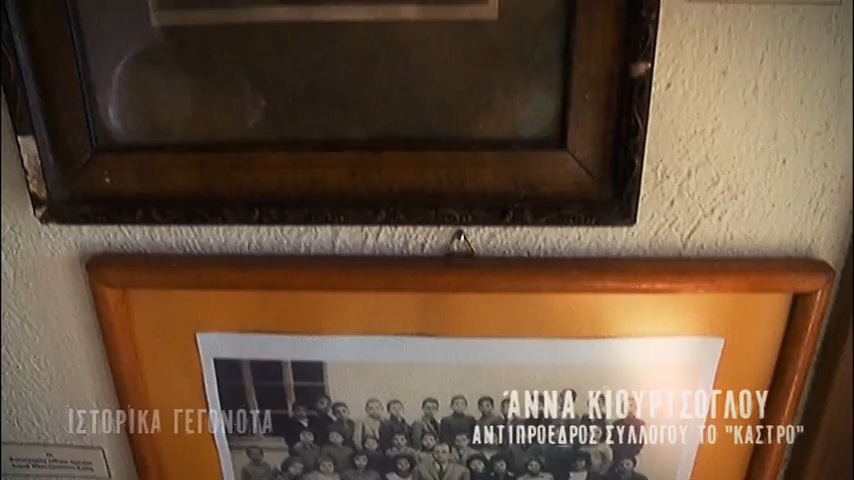 ΆΝΝΑ ΚΙΟΥΡΤΣΟΓΛΟΥ
ΙΣΤΟΡΙΚΑ ΓΕΓΟΝΟΤΑ
ΑΝΤΙΠΡΟΕΔΡΟΣ ΣΥΛΛΟΓΟΥ ΤΟ "ΚΑΣΤΡΟ"